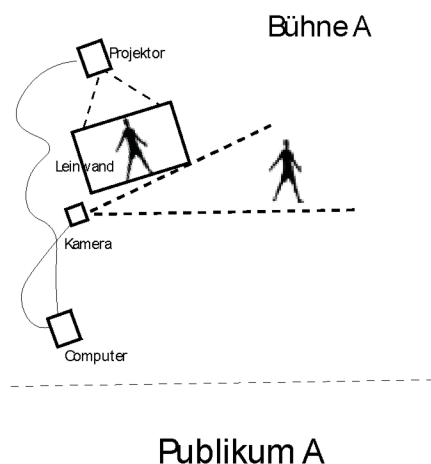 Bühne A
Projektor
Leinwand
Kamera
Computer
Publikum A